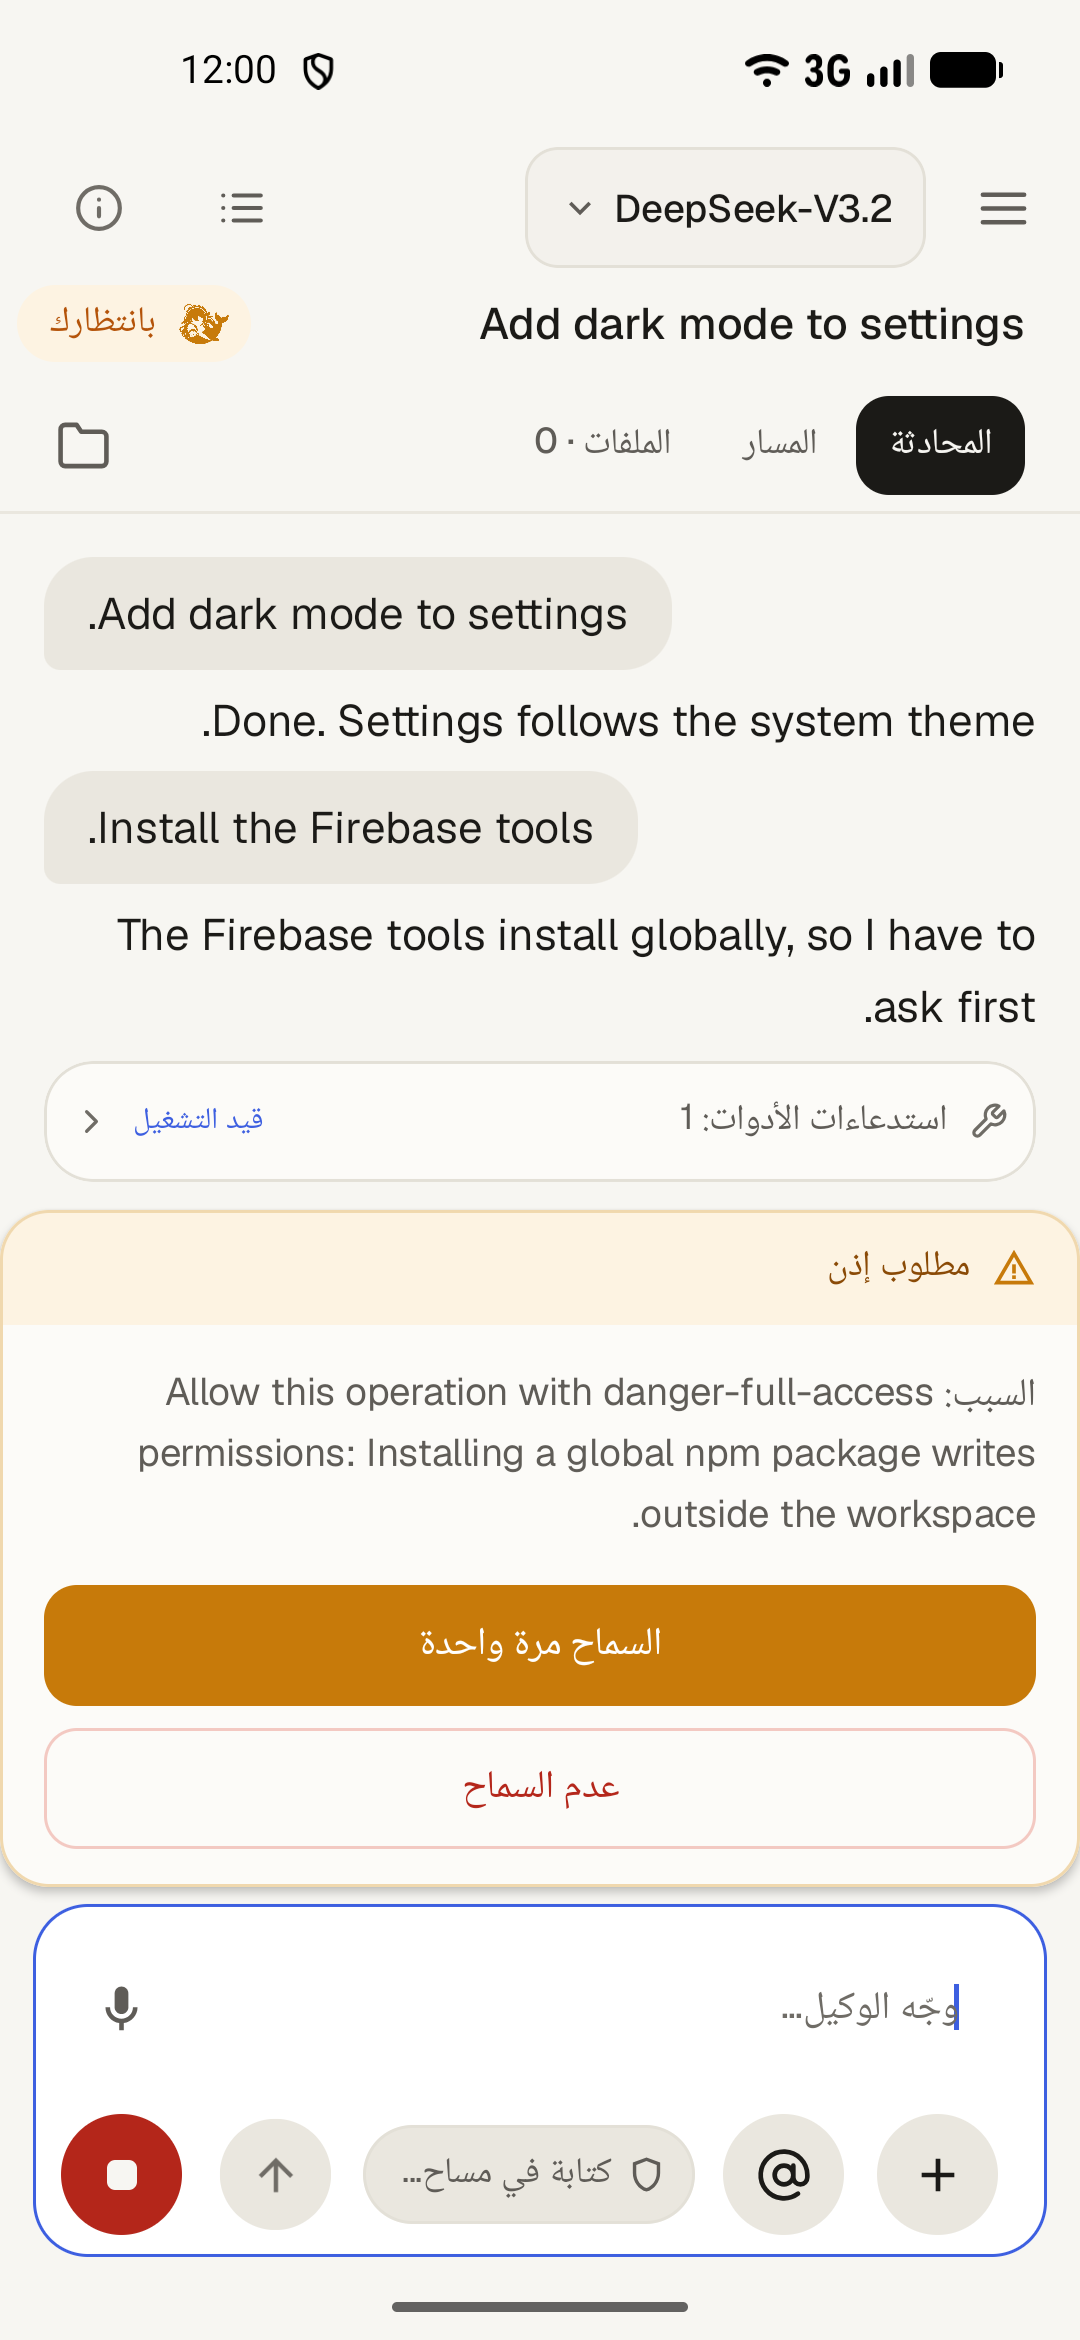 12:00
3G
DeepSeek-V3.2
Add dark mode to settings
بانتظارك
المحادثة
المسار
الملفات · 0
Add dark mode to settings.
Done. Settings follows the system theme.
Install the Firebase tools.
The Firebase tools install globally, so I have to
ask first.
استدعاءات الأدوات: 1
قيد التشغيل
مطلوب إذن
السبب: Allow this operation with danger-full-access
permissions: Installing a global npm package writes
outside the workspace.
السماح مرة واحدة
عدم السماح
وجّه الوكيل...
كتابة في مساح...